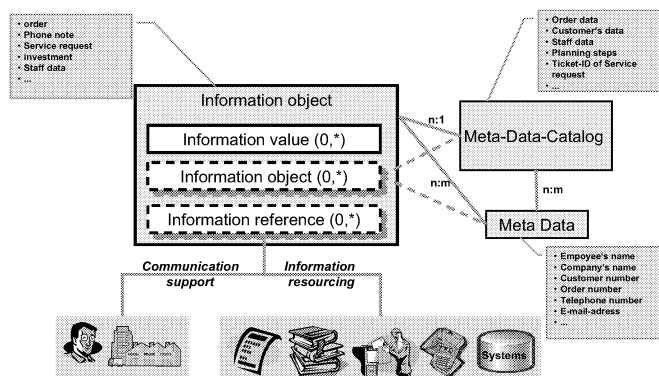 • order
• Phone note
• Service request
• investment
• Staff data
• ...
• Order data
• Customer's data
• Staff data
• Planning steps
• Ticket-ID of Service
request
• ...
Information object
Information value (0,*)
Information object (0,*)
Information reference (0,*)
n:1
n:m
Meta-Data-Catalog
n:m
Meta Data
• Empoyee's name
• Company's name
• Customer number
• Order number
• Telephone number
• E-mail-adress
• ...
Communication
support
Information
resourcing
Systems